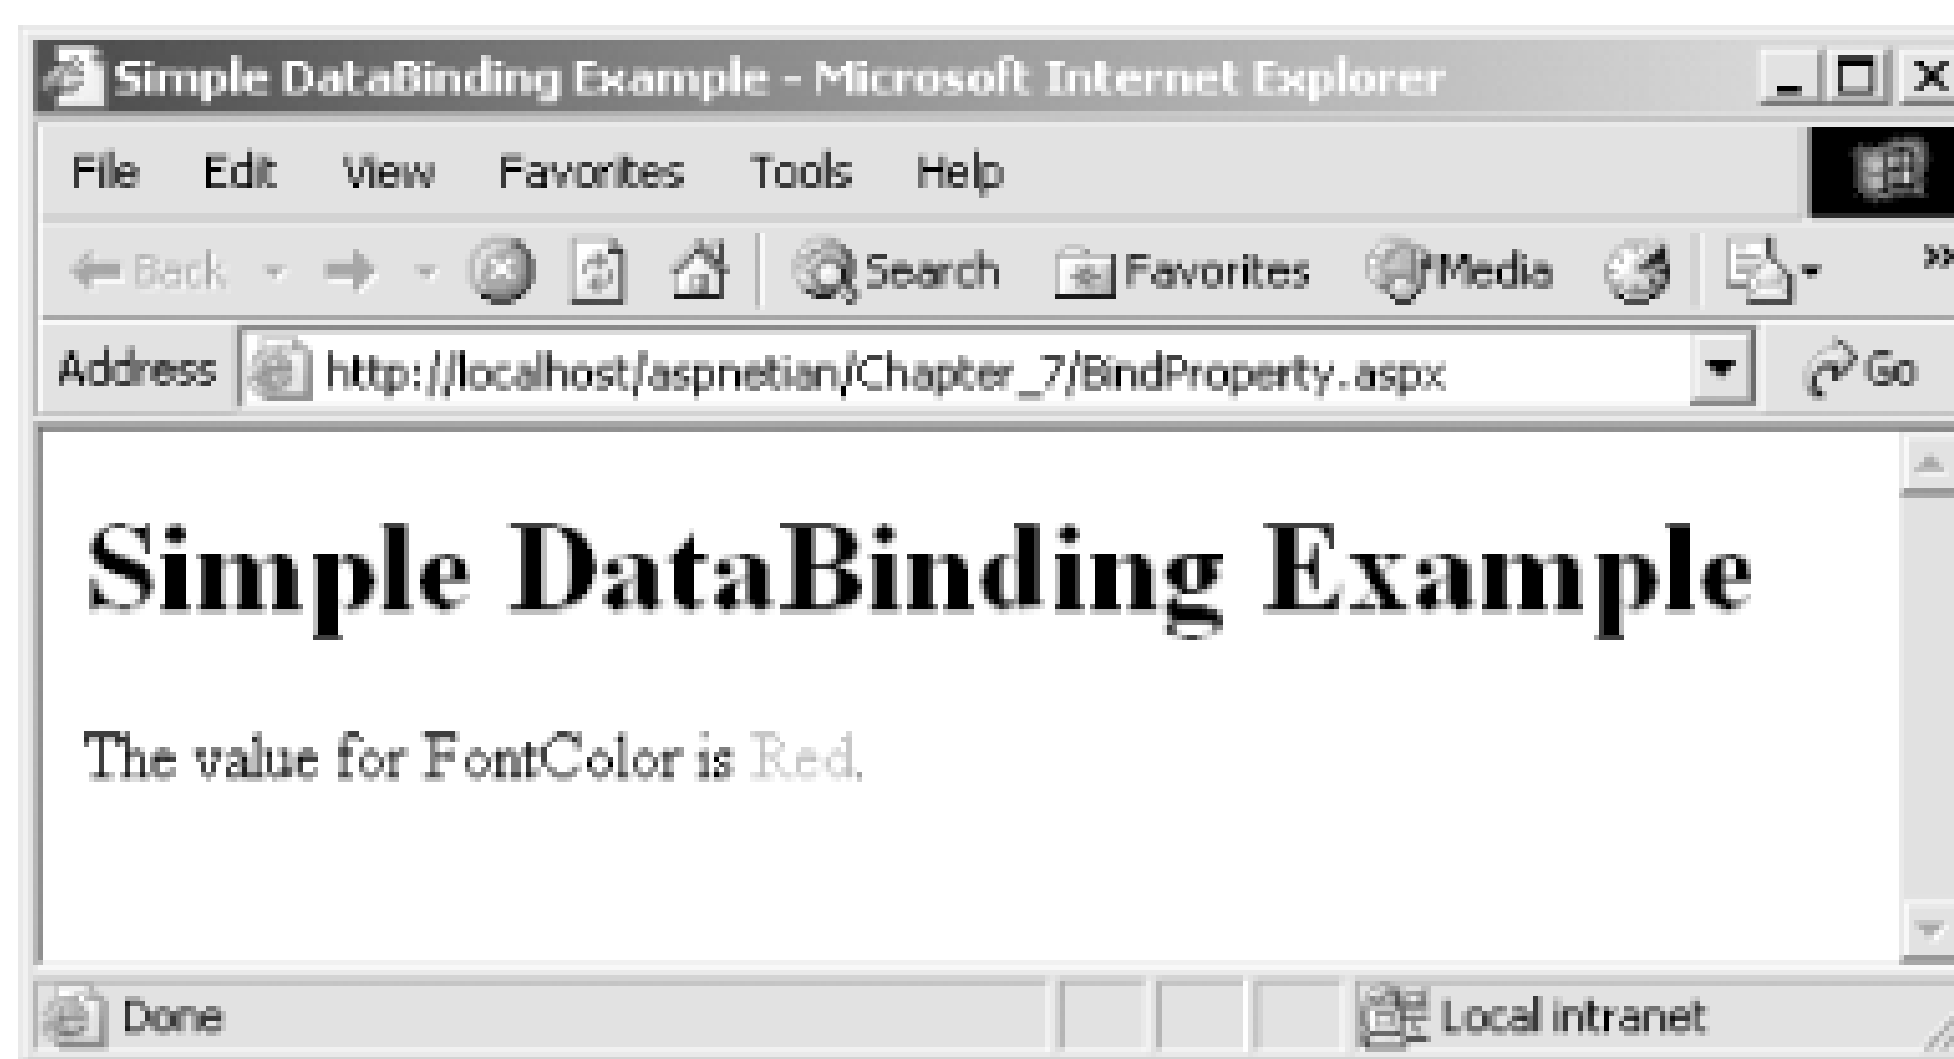 Simple DataBinding Example - Microsoft Internet Explorer
File Edit View Favorites Tools Help
Back Search Favorites Media »
Address http://localhost/aspnetian/Chapter_7/BindProperty.aspx Go
Simple DataBinding Example
The value for FontColor is Red.
Done Local intranet